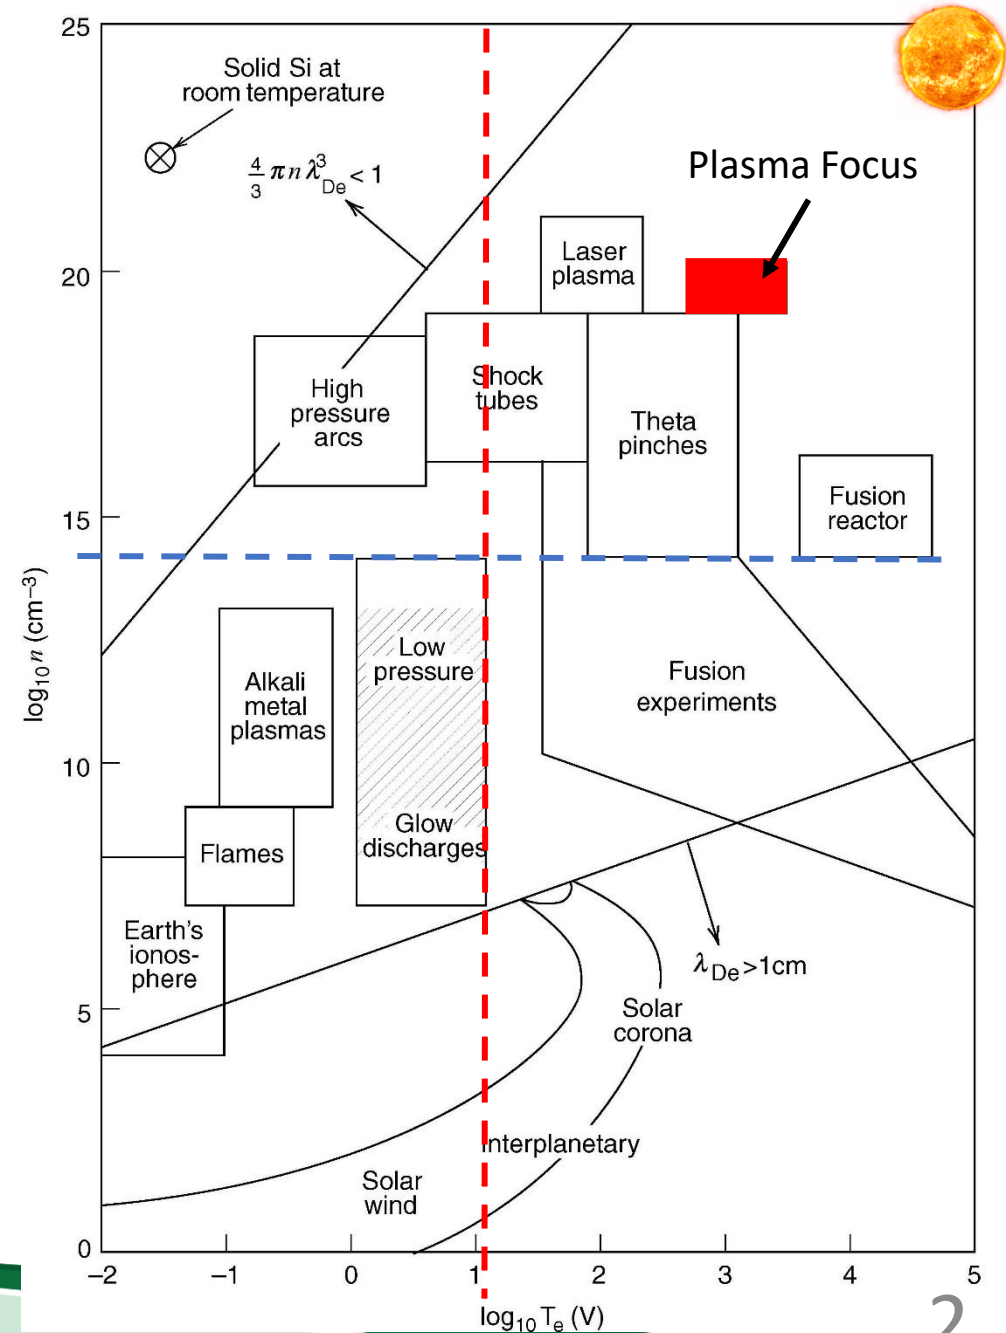 25
Solid Si at
room temperature
4/3 π n λ³De < 1
Plasma Focus
Laser
plasma
20
Shock
tubes
High
pressure
arcs
Theta
pinches
Fusion
reactor
15
log₁₀ n (cm⁻³)
Low
pressure
Fusion
experiments
Alkali
metal
plasmas
10
Glow
discharges
Flames
Earth's
ionos-
phere
λDe>1cm
5
Solar
corona
Interplanetary
Solar
wind
0
−2 −1 0 1 2 3 4 5
log₁₀ Tₑ (V)
2